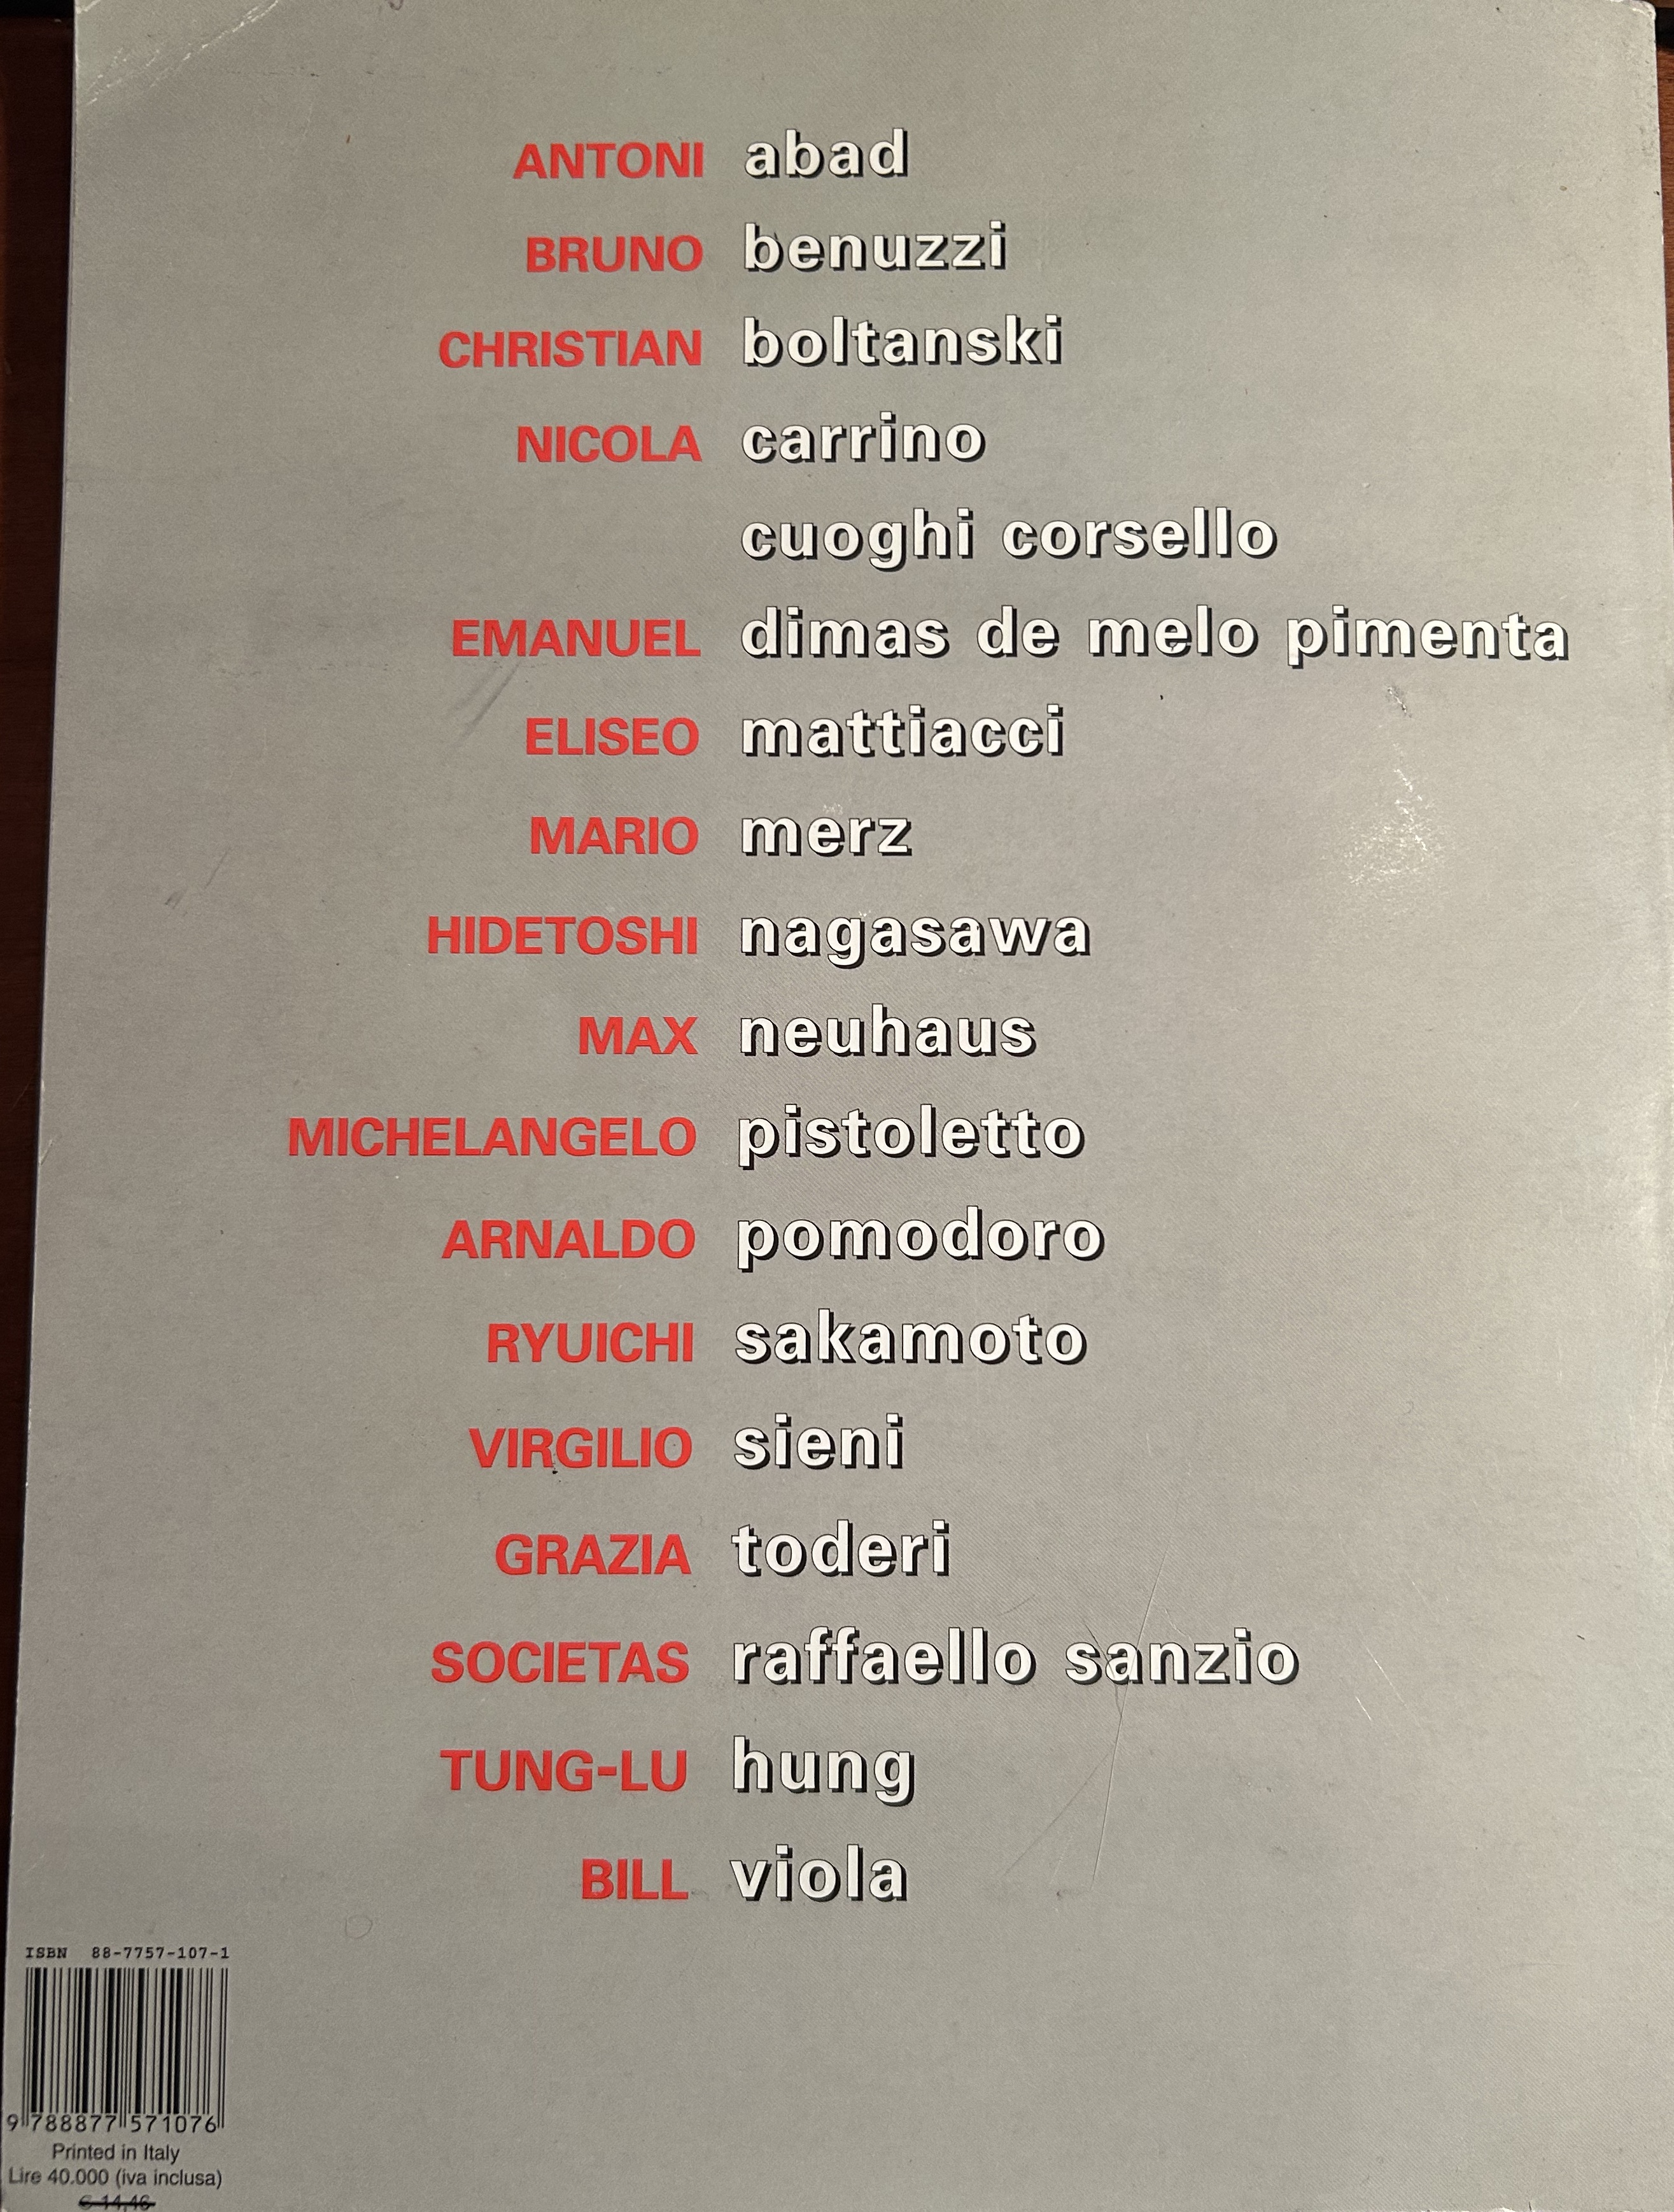 ANTONI abad
BRUNO benuzzi
CHRISTIAN boltanski
NICOLA carrino
cuoghi corsello
EMANUEL dimas de melo pimenta
ELISEO mattiacci
MARIO merz
HIDETOSHI nagasawa
MAX neuhaus
MICHELANGELO pistoletto
ARNALDO pomodoro
RYUICHI sakamoto
VIRGILIO sieni
GRAZIA toderi
SOCIETAS raffaello sanzio
TUNG-LU hung
BILL viola
ISBN 88-7757-107-1
9 788877 571076
Printed in Italy
Lire 40.000 (iva inclusa)
€ 14,46